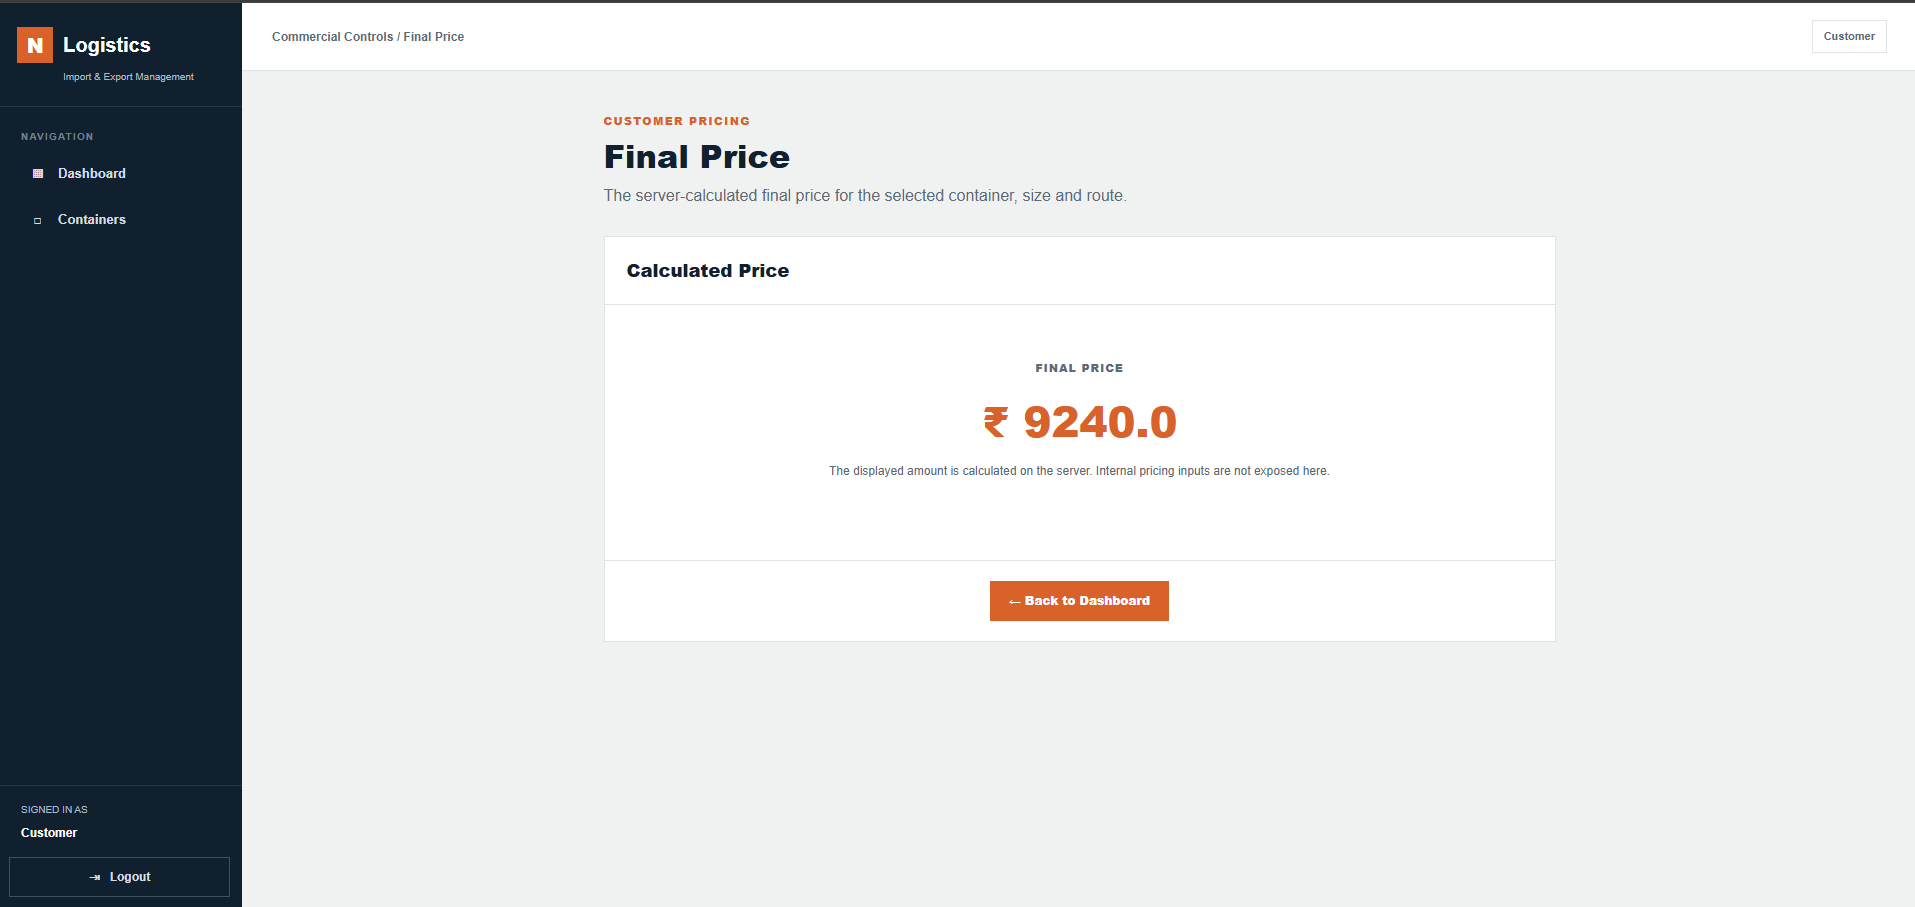 N Logistics
Import & Export Management
NAVIGATION
Dashboard
Containers
SIGNED IN AS
Customer
Logout
Commercial Controls / Final Price
Customer
CUSTOMER PRICING
Final Price
The server-calculated final price for the selected container, size and route.
Calculated Price
FINAL PRICE
₹ 9240.0
The displayed amount is calculated on the server. Internal pricing inputs are not exposed here.
← Back to Dashboard